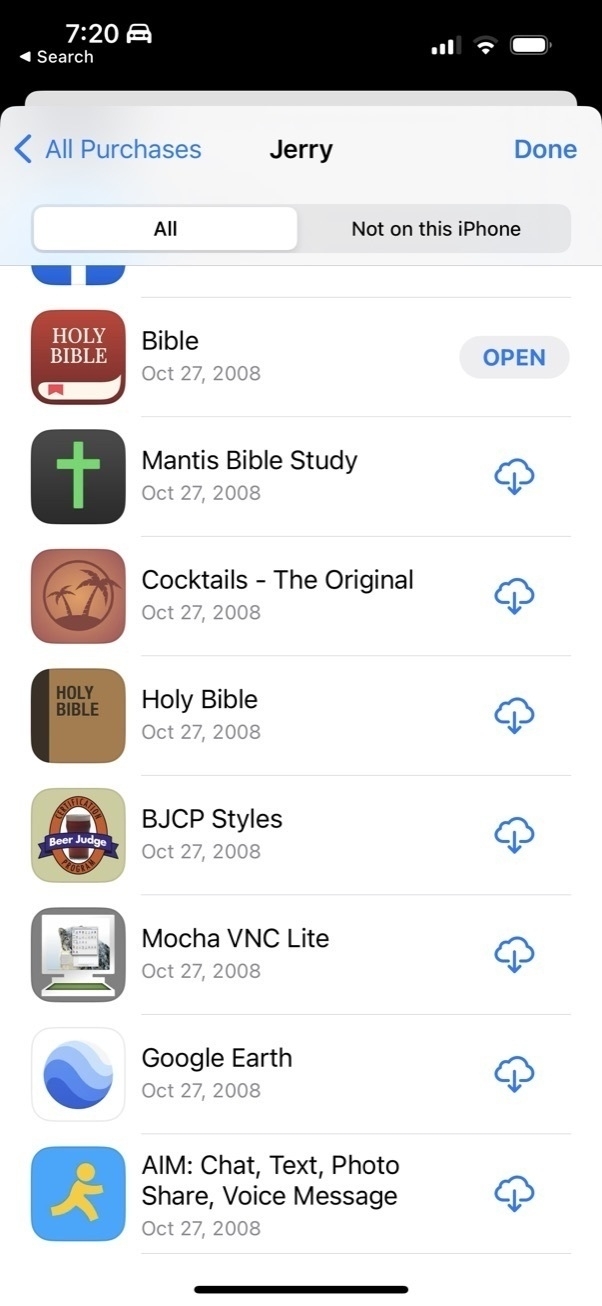 7:20
◀ Search
All Purchases
Jerry
Done
All
Not on this iPhone
HOLY
BIBLE
Bible
Oct 27, 2008
OPEN
Mantis Bible Study
Oct 27, 2008
Cocktails - The Original
Oct 27, 2008
HOLY
BIBLE
Holy Bible
Oct 27, 2008
CERTIFICATION
Beer Judge
PROGRAM
BJCP Styles
Oct 27, 2008
Mocha VNC Lite
Oct 27, 2008
Google Earth
Oct 27, 2008
AIM: Chat, Text, Photo
Share, Voice Message
Oct 27, 2008